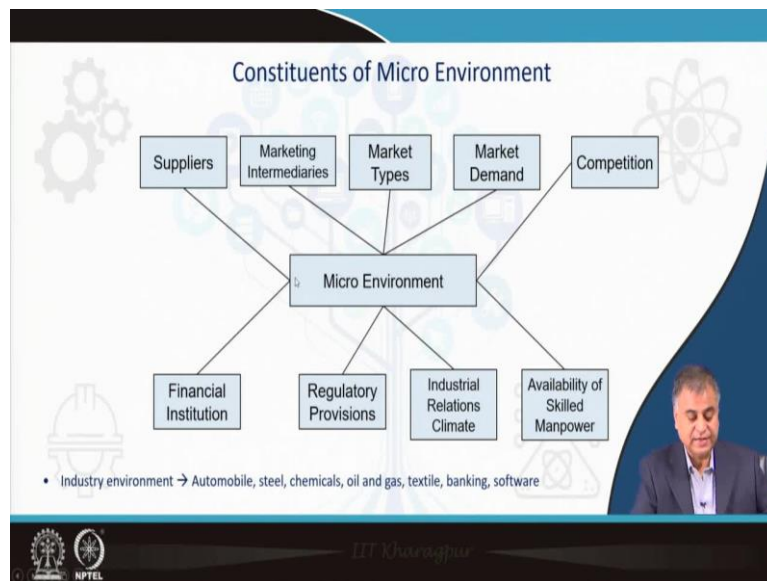 Constituents of Micro Environment
Suppliers
Marketing
Intermediaries
Market
Types
Market
Demand
Competition
Micro Environment
Financial
Institution
Regulatory
Provisions
Industrial
Relations
Climate
Availability of
Skilled
Manpower
• Industry environment → Automobile, steel, chemicals, oil and gas, textile, banking, software
IIT Kharagpur
NPTEL